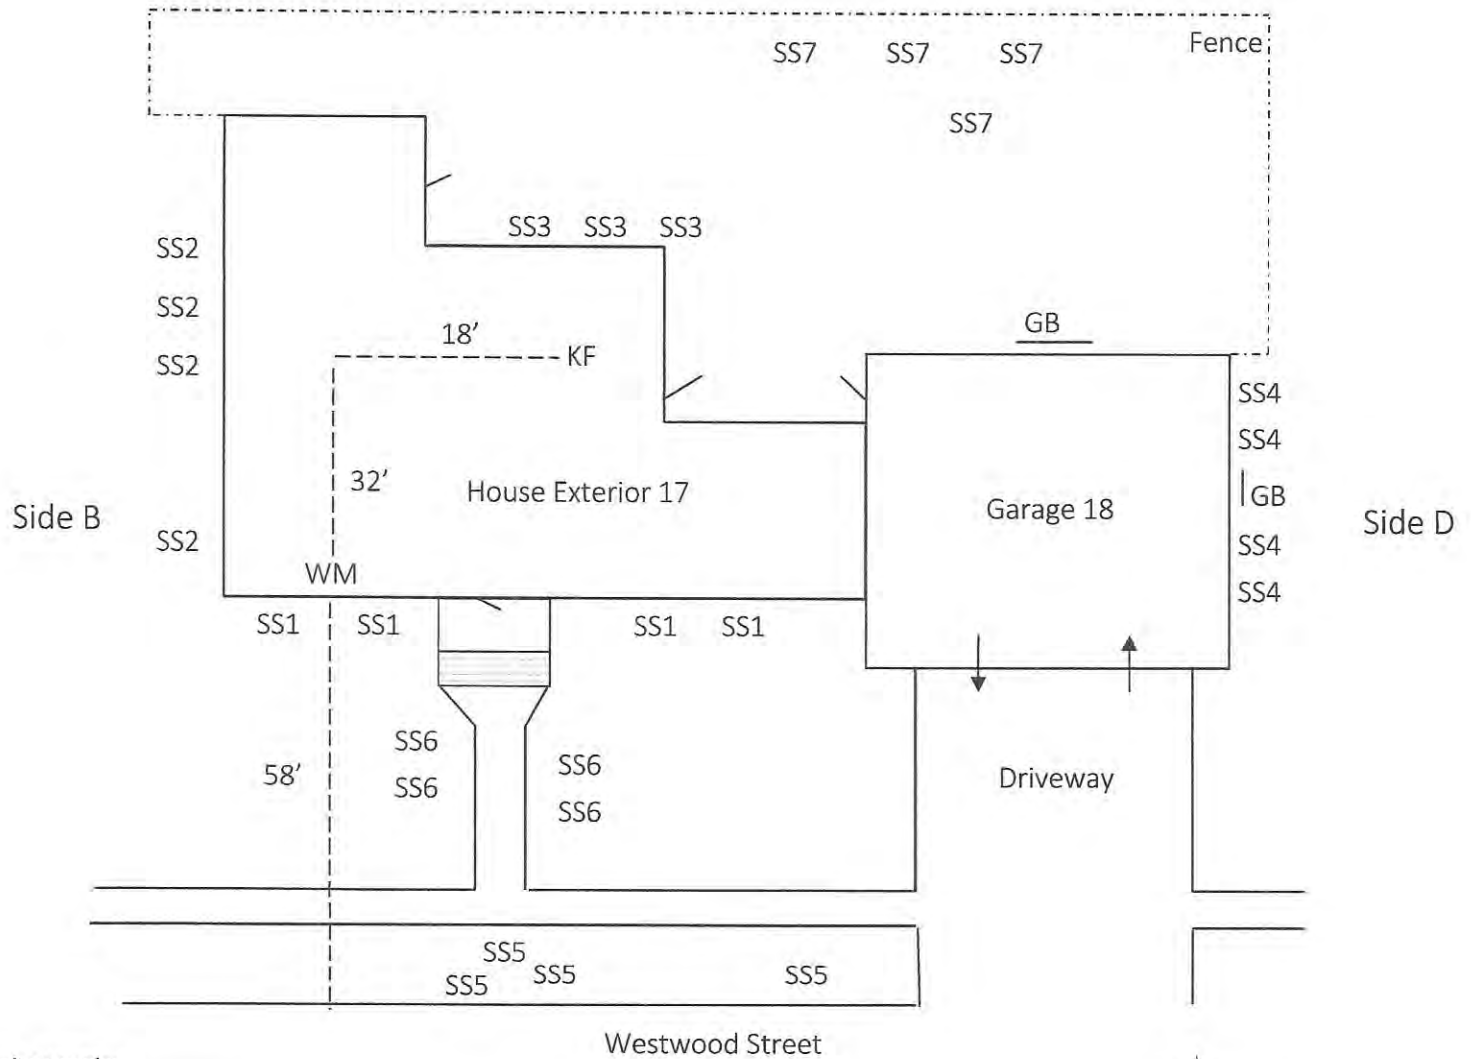 Fence
SS7 SS7 SS7
SS7
SS3 SS3 SS3
SS2
SS2
SS2
SS2
18’
KF
GB
SS4
SS4
GB
SS4
SS4
32’
House Exterior 17
Garage 18
Side B
Side D
WM
SS1 SS1 SS1 SS1
SS6
SS6
SS6
SS6
58’
Driveway
SS5
SS5
SS5
SS5
Westwood Street